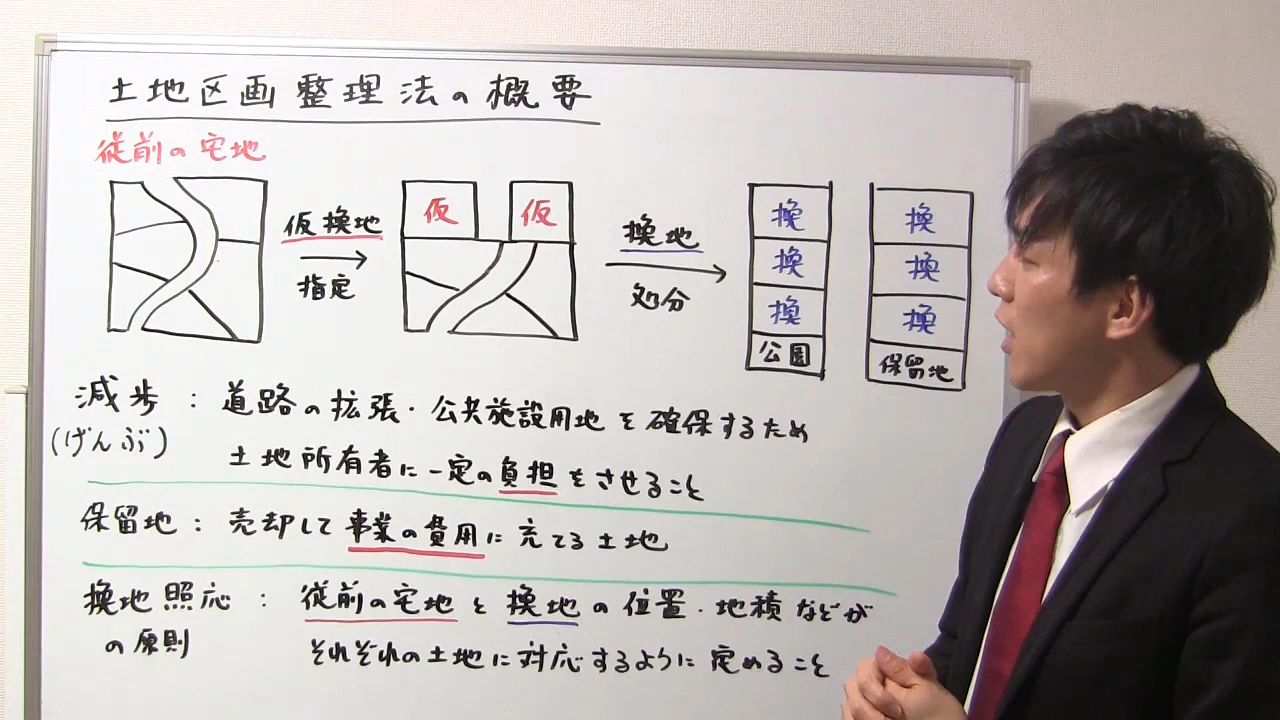 土地区画整理法の概要
従前の宅地
仮換地
指定
仮 仮
換地
処分
換
換
換
公園
換
換
換
保留地
減歩：道路の拡張・公共施設用地を確保するため
(げんぶ) 土地所有者に一定の負担をさせること
保留地：売却して事業の費用に充てる土地
換地照応：従前の宅地と換地の位置・地積などが
の原則 それぞれの土地に対応するように定めること